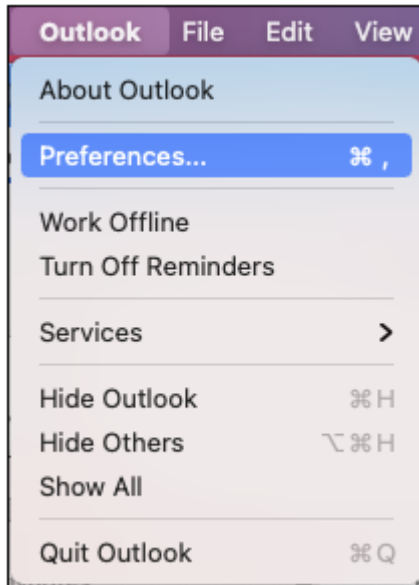 Outlook File Edit View
About Outlook
Preferences... ⌘ ,
Work Offline
Turn Off Reminders
Services
Hide Outlook ⌘ H
Hide Others ⌥ ⌘ H
Show All
Quit Outlook ⌘ Q